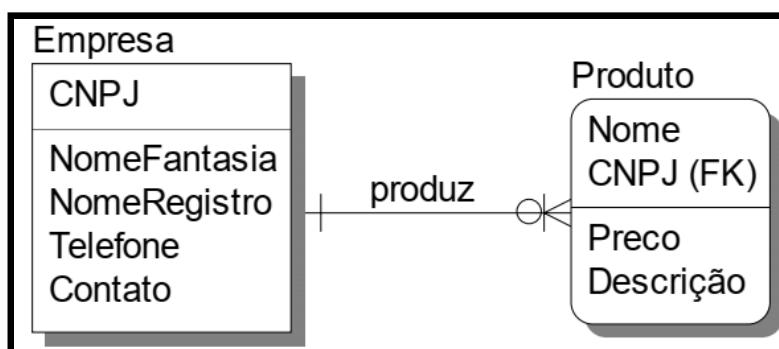 Empresa
CNPJ
NomeFantasia
NomeRegistro
Telefone
Contato
produz
Produto
Nome
CNPJ (FK)
Preco
Descrição